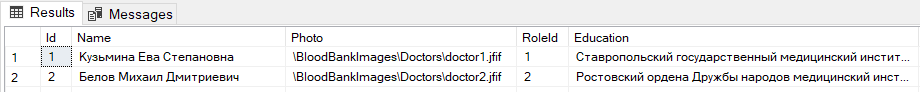 Results Messages
Id Name Photo RoleId Education
1 1 Кузьмина Ева Степановна \BloodBankImages\Doctors\doctor1.jfif 1 Ставропольский государственный медицинский инстит...
2 2 Белов Михаил Дмитриевич \BloodBankImages\Doctors\doctor2.jfif 2 Ростовский ордена Дружбы народов медицинский инст...